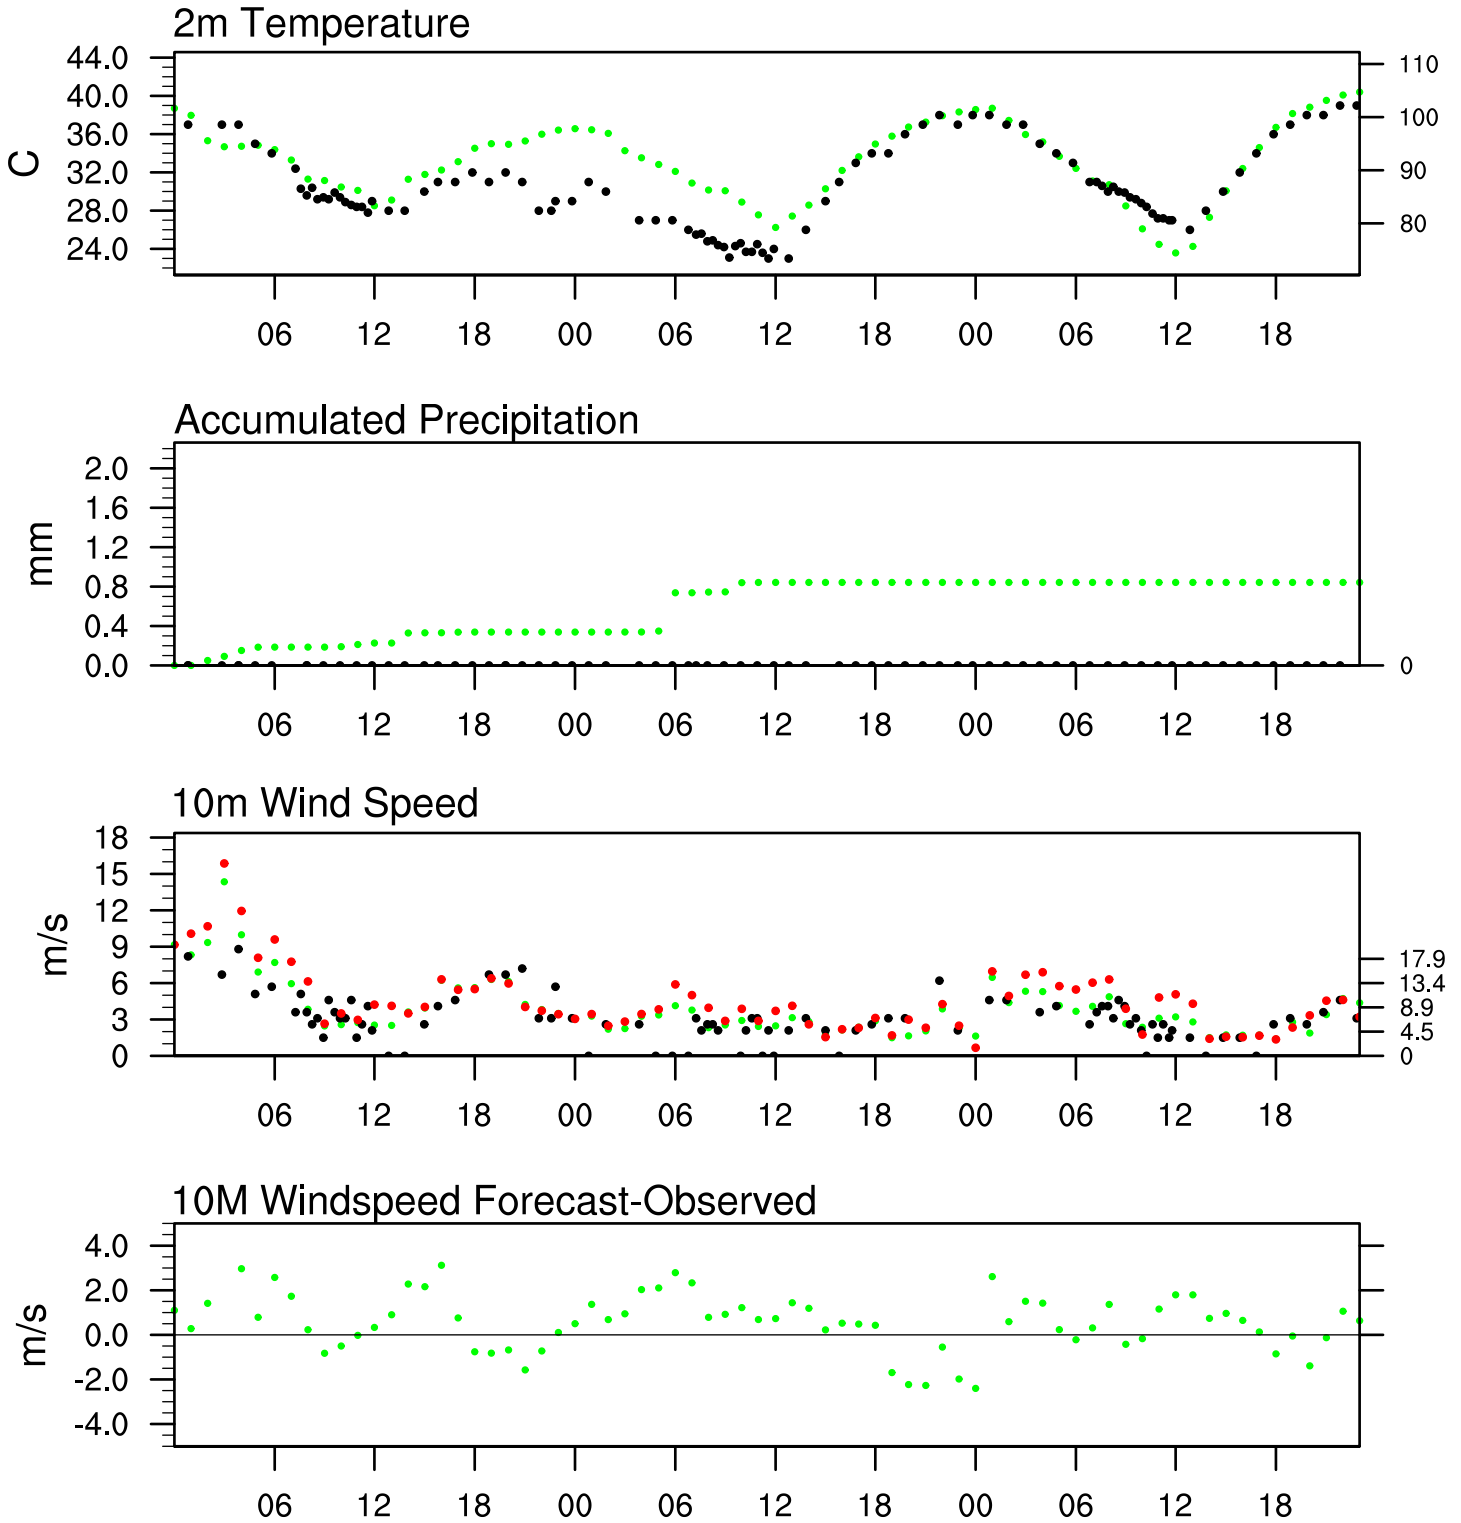 2m Temperature
44.0
40.0
36.0
32.0
28.0
24.0
C
110
100
90
80
06 12 18 00 06 12 18 00 06 12 18
Accumulated Precipitation
2.0
1.6
1.2
0.8
0.4
0.0
mm
0
06 12 18 00 06 12 18 00 06 12 18
10m Wind Speed
18
15
12
9
6
3
0
m/s
17.9
13.4
8.9
4.5
0
06 12 18 00 06 12 18 00 06 12 18
10M Windspeed Forecast-Observed
4.0
2.0
0.0
-2.0
-4.0
m/s
06 12 18 00 06 12 18 00 06 12 18